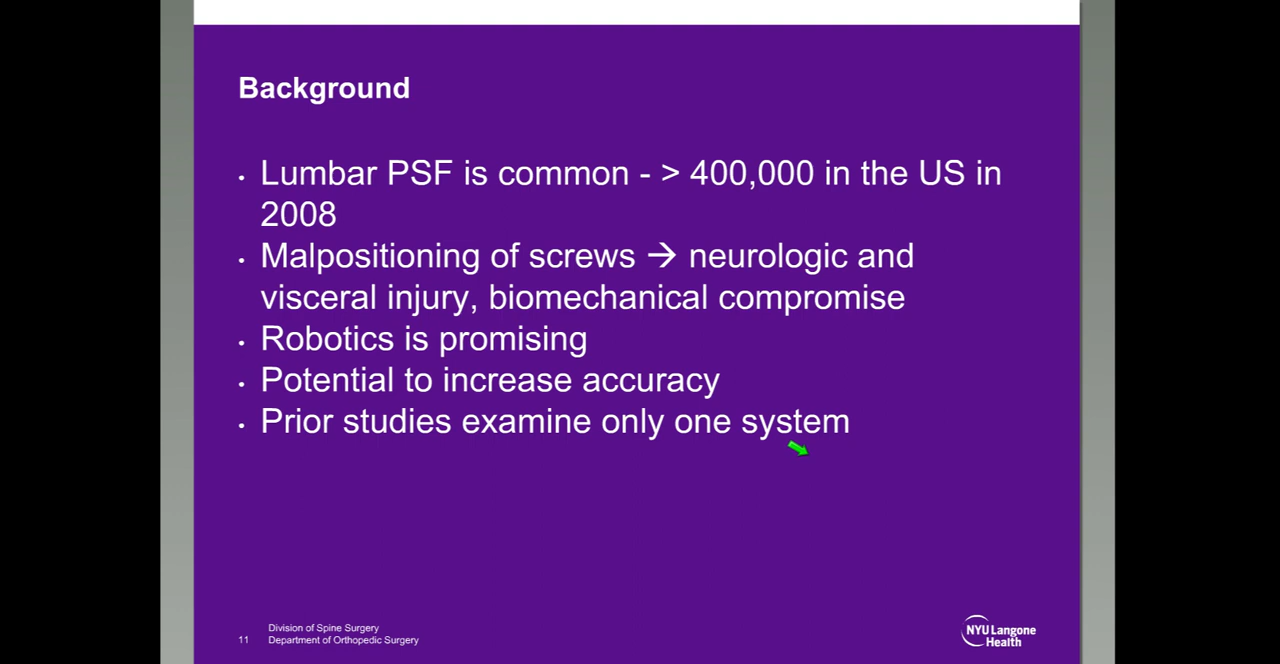 Background
• Lumbar PSF is common - > 400,000 in the US in
2008
• Malpositioning of screws → neurologic and
visceral injury, biomechanical compromise
• Robotics is promising
• Potential to increase accuracy
• Prior studies examine only one system
Division of Spine Surgery
11 Department of Orthopedic Surgery
NYU Langone
Health